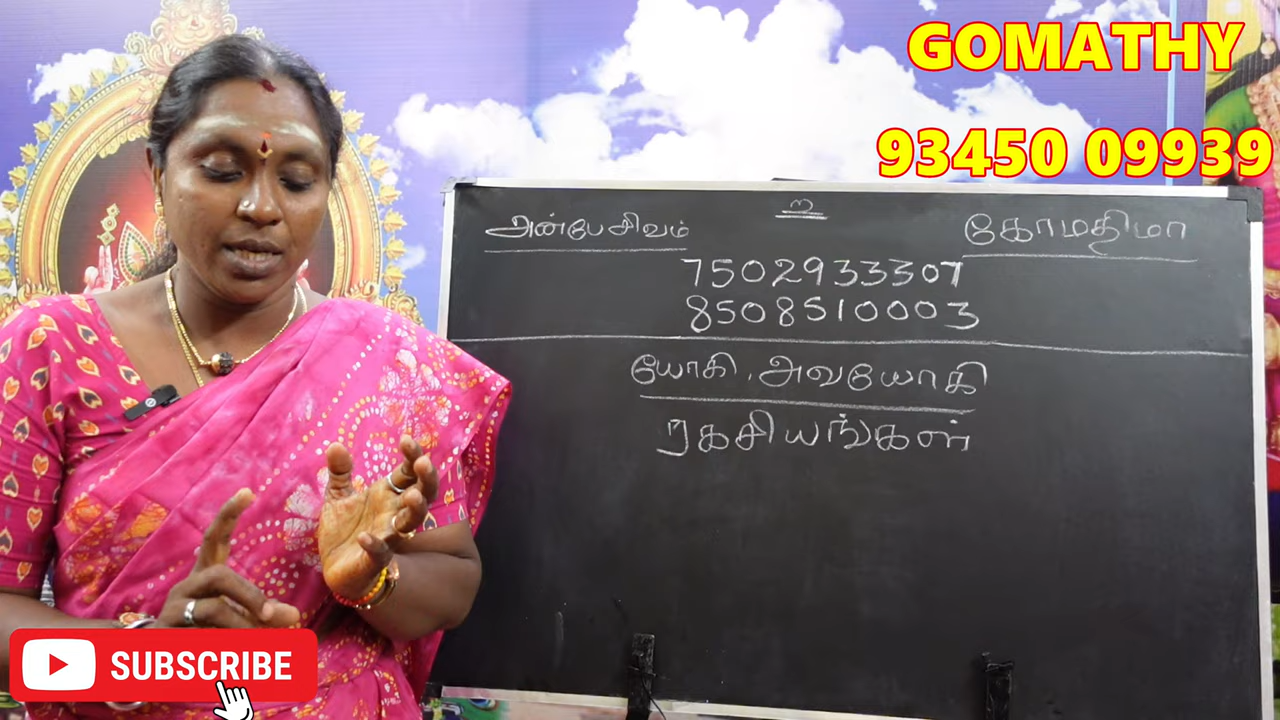 GOMATHY
93450 09939
உ
அன்பே சிவம்
கோமதிமா
7502933307
8508510003
யோகி, அவயோகி
ரகசியங்கள்
SUBSCRIBE